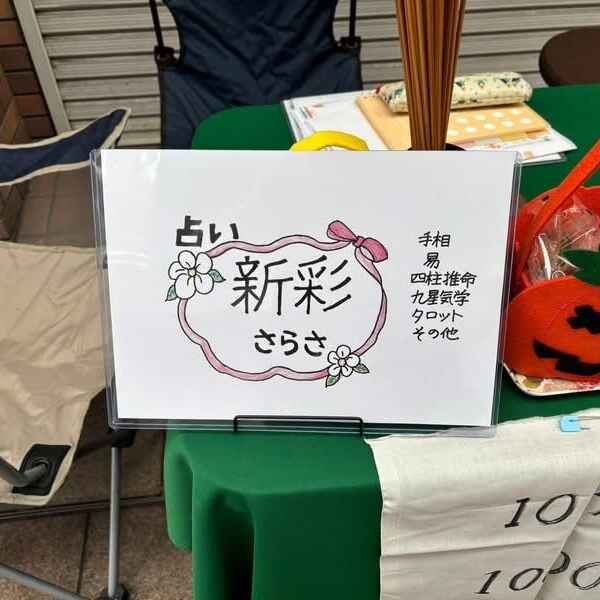 占い
新彩
さらさ
手相
易
四柱推命
九星気学
タロット
その他